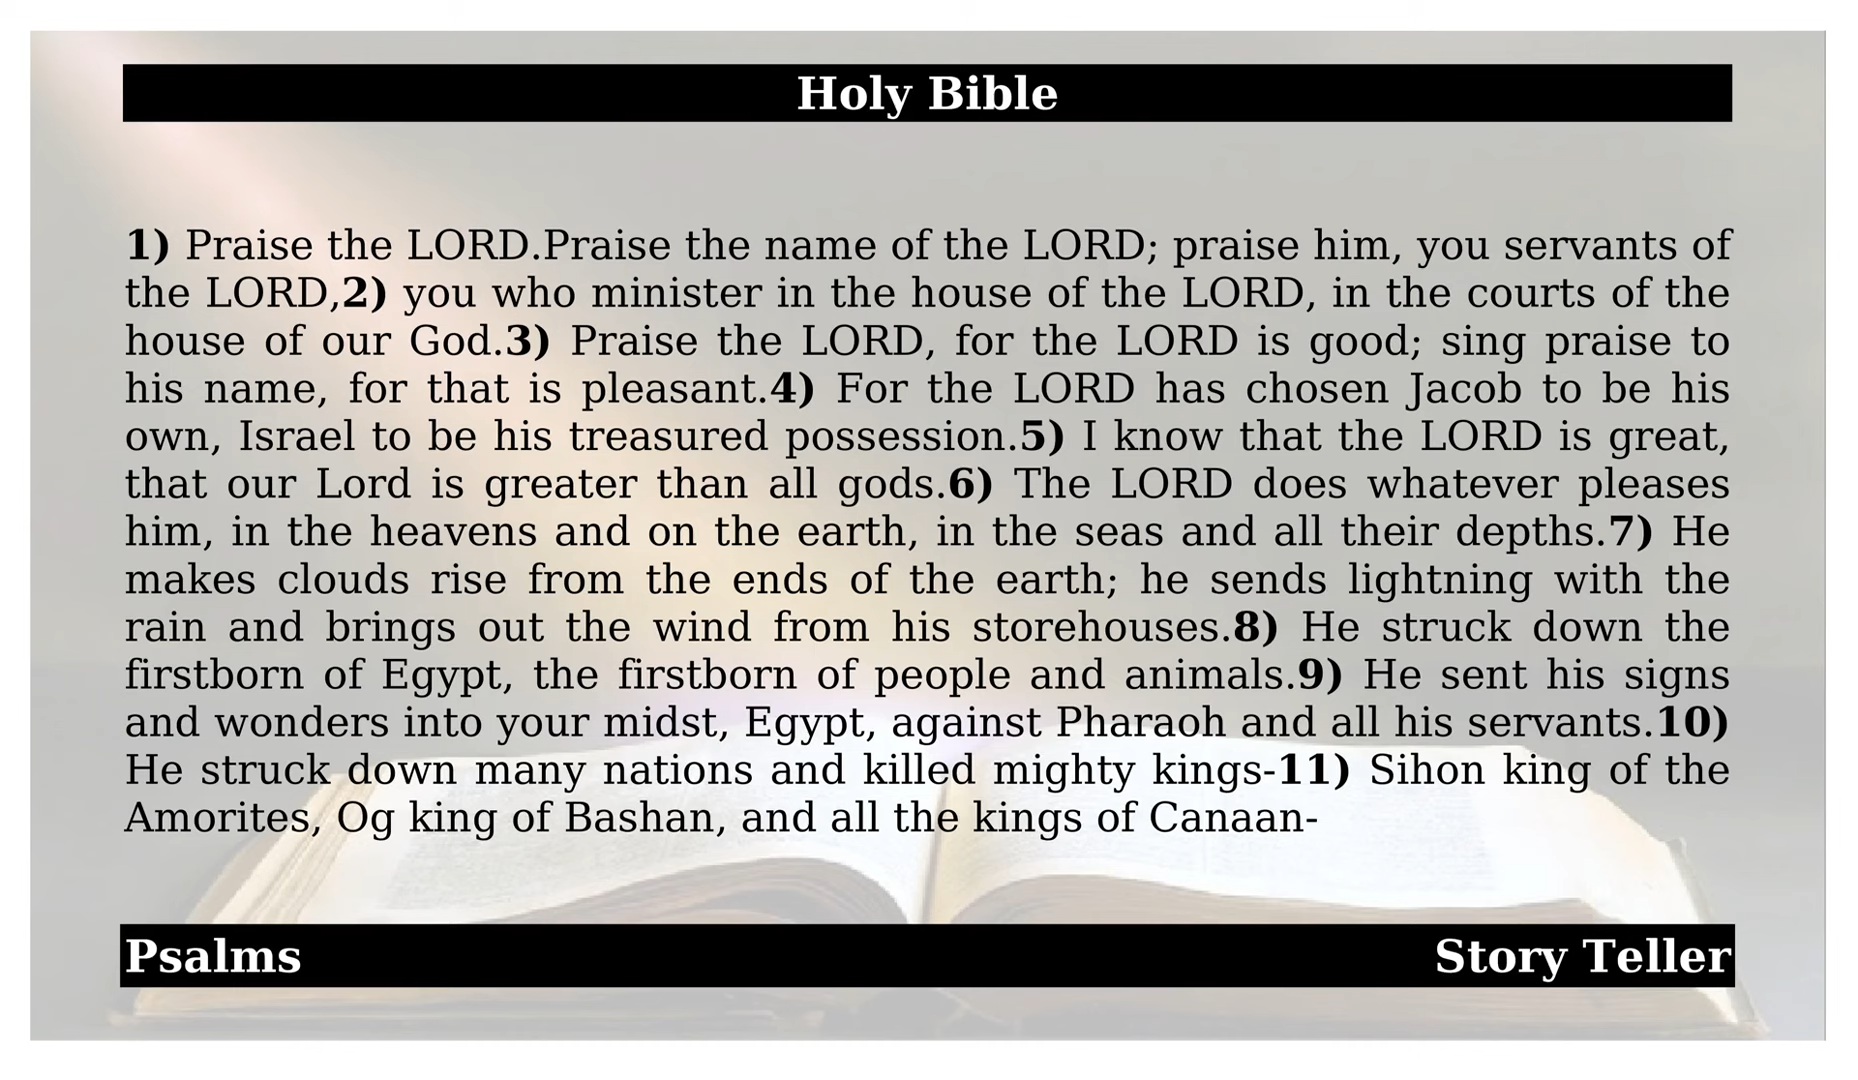 Holy Bible
1) Praise the LORD.Praise the name of the LORD; praise him, you servants of
the LORD,2) you who minister in the house of the LORD, in the courts of the
house of our God.3) Praise the LORD, for the LORD is good; sing praise to
his name, for that is pleasant.4) For the LORD has chosen Jacob to be his
own, Israel to be his treasured possession.5) I know that the LORD is great,
that our Lord is greater than all gods.6) The LORD does whatever pleases
him, in the heavens and on the earth, in the seas and all their depths.7) He
makes clouds rise from the ends of the earth; he sends lightning with the
rain and brings out the wind from his storehouses.8) He struck down the
firstborn of Egypt, the firstborn of people and animals.9) He sent his signs
and wonders into your midst, Egypt, against Pharaoh and all his servants.10)
He struck down many nations and killed mighty kings-11) Sihon king of the
Amorites, Og king of Bashan, and all the kings of Canaan-
Psalms
Story Teller